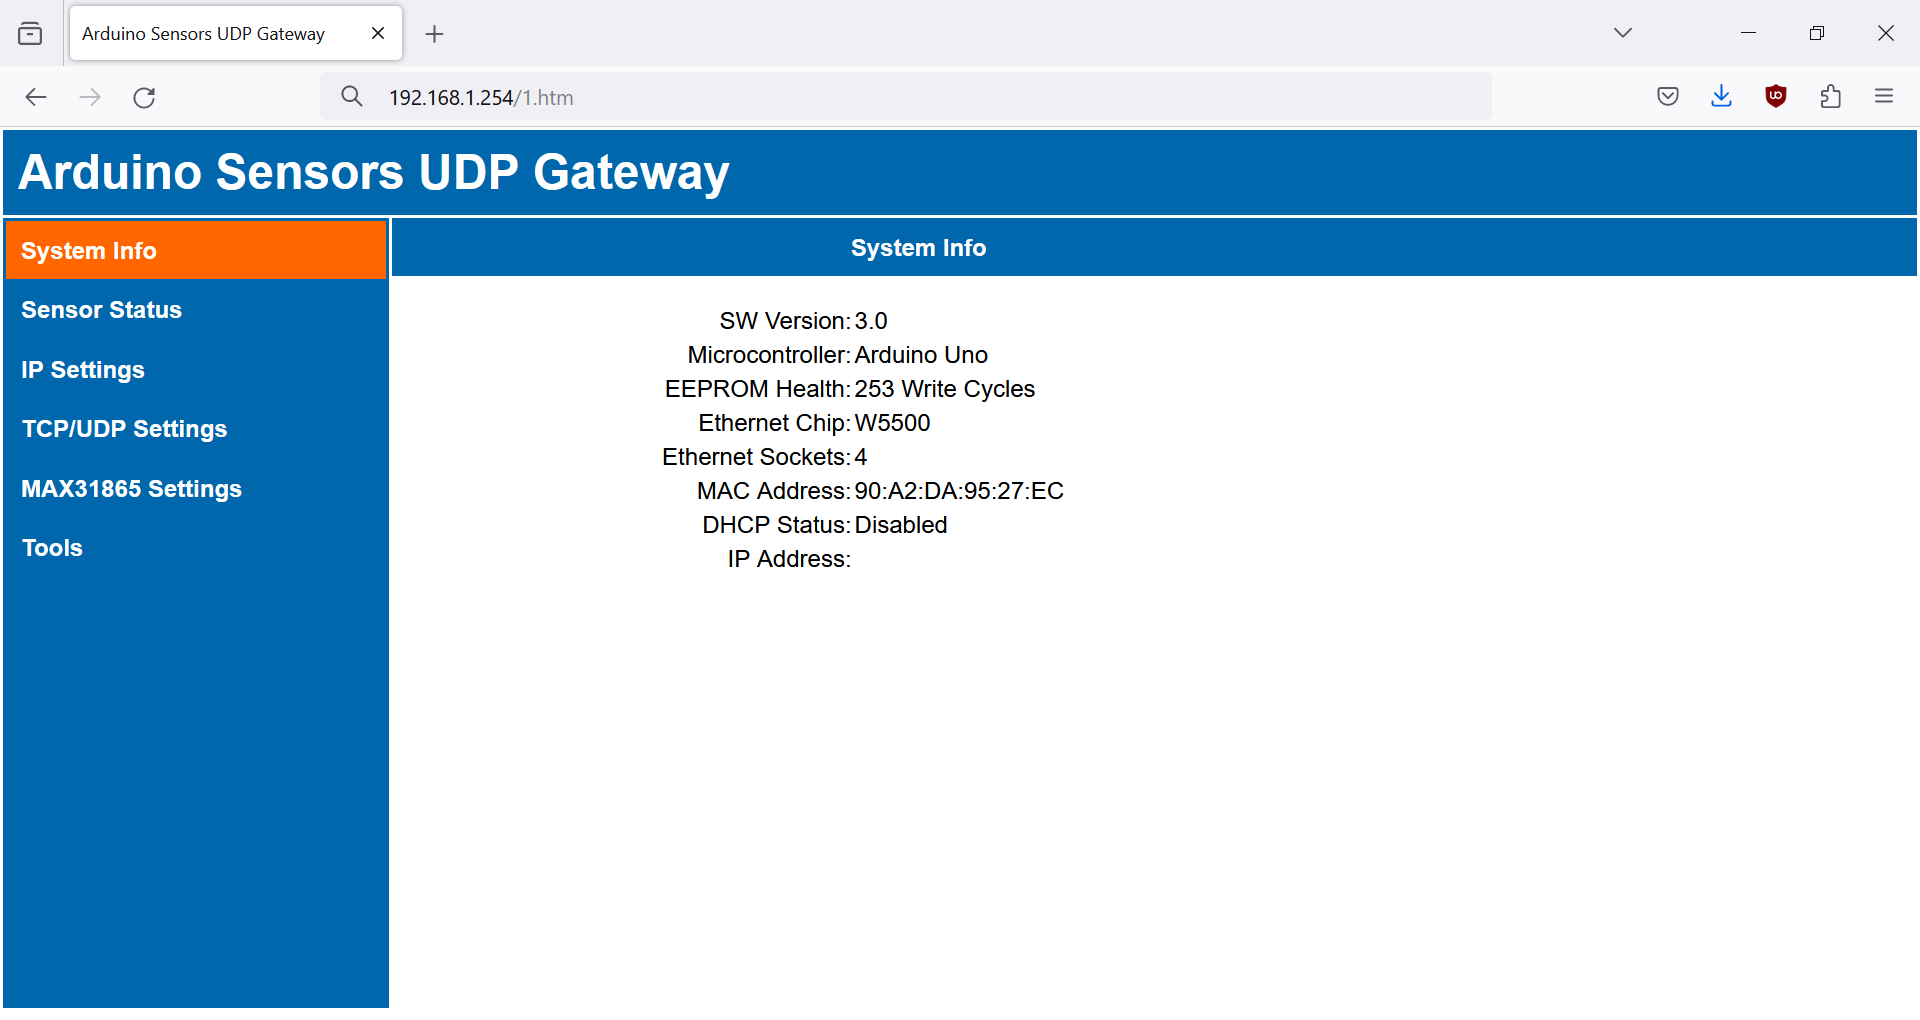 Arduino Sensors UDP Gateway
192.168.1.254/1.htm
Arduino Sensors UDP Gateway
System Info
Sensor Status
IP Settings
TCP/UDP Settings
MAX31865 Settings
Tools
System Info
SW Version: 3.0
Microcontroller: Arduino Uno
EEPROM Health: 253 Write Cycles
Ethernet Chip: W5500
Ethernet Sockets: 4
MAC Address: 90:A2:DA:95:27:EC
DHCP Status: Disabled
IP Address: